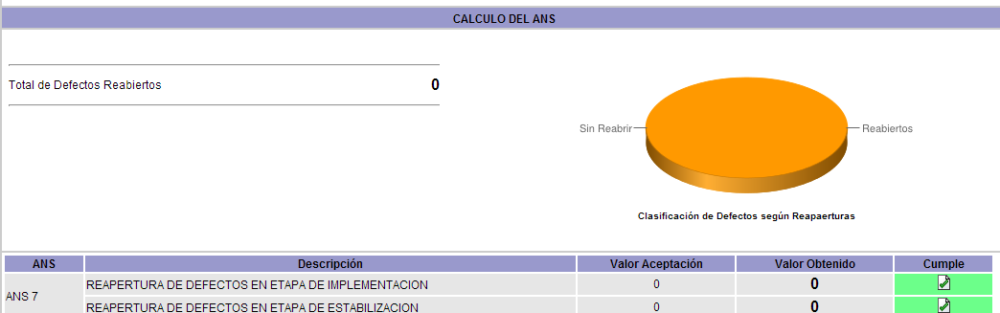 CALCULO DEL ANS
Total de Defectos Reabiertos 0
Sin Reabrir Reabiertos
Clasificación de Defectos según Reapaerturas
ANS Descripción Valor Aceptación Valor Obtenido Cumple
ANS 7
REAPERTURA DE DEFECTOS EN ETAPA DE IMPLEMENTACION 0 0
REAPERTURA DE DEFECTOS EN ETAPA DE ESTABILIZACION 0 0